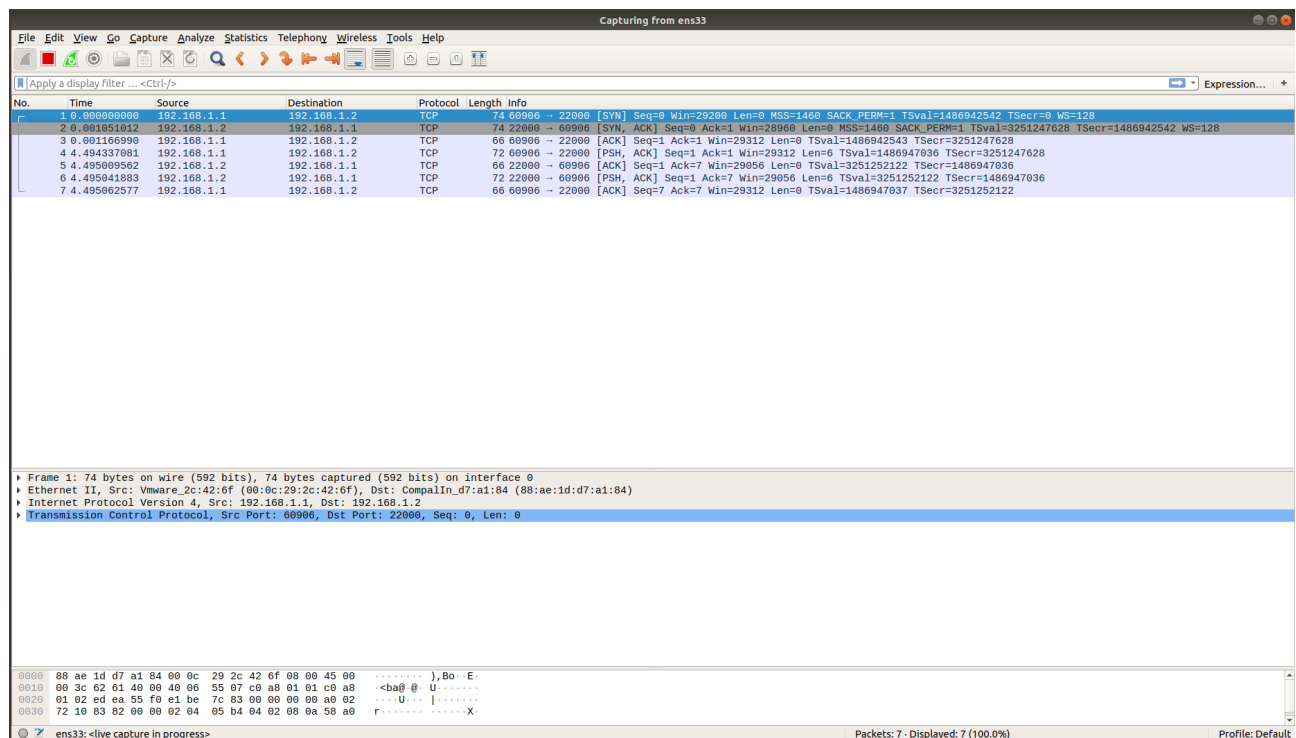 Capturing from ens33
File Edit View Go Capture Analyze Statistics Telephony Wireless Tools Help
Apply a display filter ... <Ctrl-/> Expression... +
No. Time Source Destination Protocol Length Info
1 0.000000000 192.168.1.1 192.168.1.2 TCP 74 60906 → 22000 [SYN] Seq=0 Win=29200 Len=0 MSS=1460 SACK_PERM=1 TSval=1486942542 TSecr=0 WS=128
2 0.001051012 192.168.1.2 192.168.1.1 TCP 74 22000 → 60906 [SYN, ACK] Seq=0 Ack=1 Win=28960 Len=0 MSS=1460 SACK_PERM=1 TSval=3251247628 TSecr=1486942542 WS=128
3 0.001166990 192.168.1.1 192.168.1.2 TCP 66 60906 → 22000 [ACK] Seq=1 Ack=1 Win=29312 Len=0 TSval=1486942543 TSecr=3251247628
4 4.494337081 192.168.1.1 192.168.1.2 TCP 72 60906 → 22000 [PSH, ACK] Seq=1 Ack=1 Win=29312 Len=6 TSval=1486947036 TSecr=3251247628
5 4.495009562 192.168.1.2 192.168.1.1 TCP 66 22000 → 60906 [ACK] Seq=1 Ack=7 Win=29056 Len=0 TSval=3251252122 TSecr=1486947036
6 4.495041883 192.168.1.2 192.168.1.1 TCP 72 22000 → 60906 [PSH, ACK] Seq=1 Ack=7 Win=29056 Len=6 TSval=3251252122 TSecr=1486947036
7 4.495062577 192.168.1.1 192.168.1.2 TCP 66 60906 → 22000 [ACK] Seq=7 Ack=7 Win=29312 Len=0 TSval=1486947037 TSecr=3251252122
Frame 1: 74 bytes on wire (592 bits), 74 bytes captured (592 bits) on interface 0
Ethernet II, Src: Vmware_2c:42:6f (00:0c:29:2c:42:6f), Dst: CompalIn_d7:a1:84 (88:ae:1d:d7:a1:84)
Internet Protocol Version 4, Src: 192.168.1.1, Dst: 192.168.1.2
Transmission Control Protocol, Src Port: 60906, Dst Port: 22000, Seq: 0, Len: 0
0000 88 ae 1d d7 a1 84 00 0c 29 2c 42 6f 08 00 45 00 ········ ),Bo··E·
0010 00 3c 62 61 40 00 40 06 55 07 c0 a8 01 01 c0 a8 ·<ba@·@· U·······
0020 01 02 ed ea 55 f0 e1 be 7c 83 00 00 00 00 a0 02 ····U··· |·······
0030 72 10 83 82 00 00 02 04 05 b4 04 02 08 0a 58 a0 r······· ······X·
ens33: <live capture in progress> Packets: 7 · Displayed: 7 (100.0%) Profile: Default